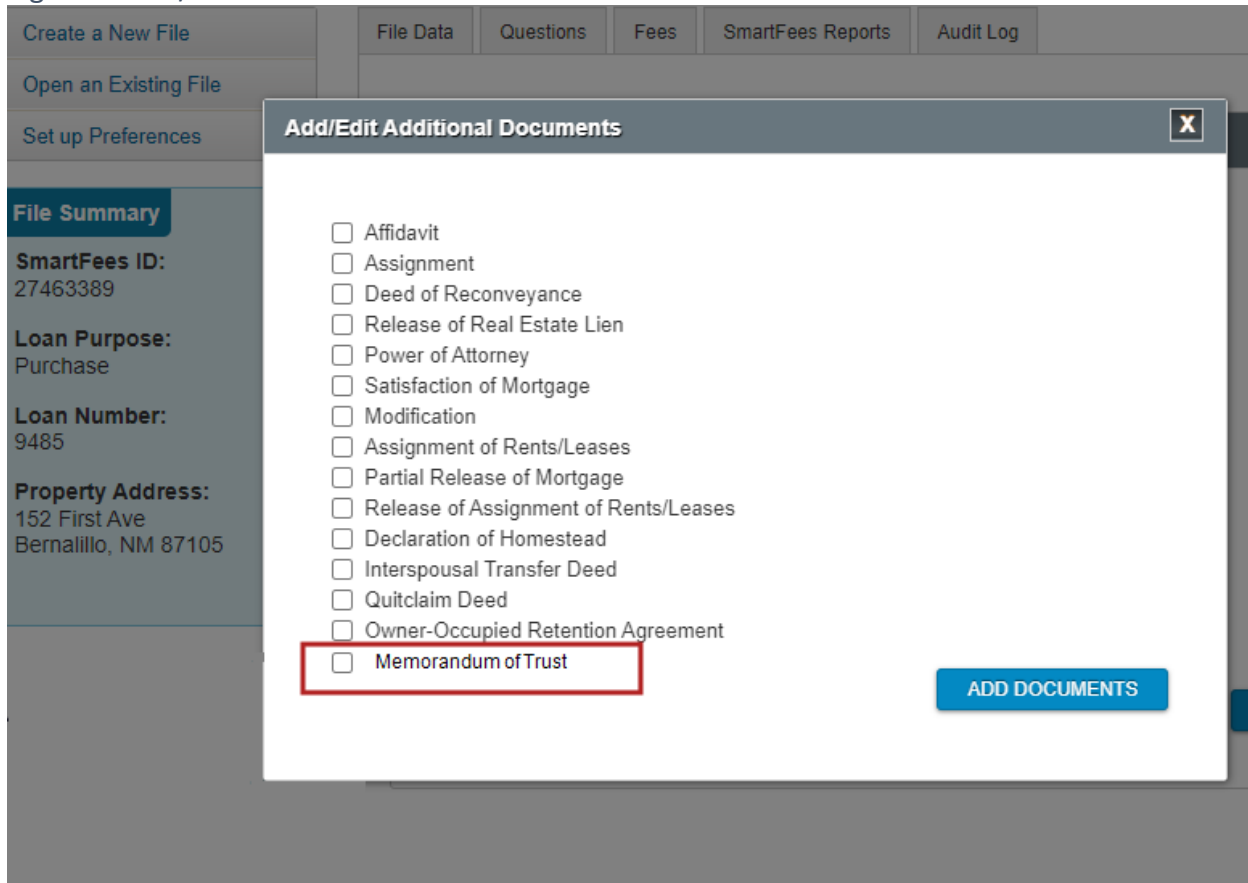 Create a New File
Open an Existing File
Set up Preferences
File Data Questions Fees SmartFees Reports Audit Log
Add/Edit Additional Documents X
File Summary
SmartFees ID:
27463389
Loan Purpose:
Purchase
Loan Number:
9485
Property Address:
152 First Ave
Bernalillo, NM 87105
Affidavit
Assignment
Deed of Reconveyance
Release of Real Estate Lien
Power of Attorney
Satisfaction of Mortgage
Modification
Assignment of Rents/Leases
Partial Release of Mortgage
Release of Assignment of Rents/Leases
Declaration of Homestead
Interspousal Transfer Deed
Quitclaim Deed
Owner-Occupied Retention Agreement
Memorandum of Trust
ADD DOCUMENTS